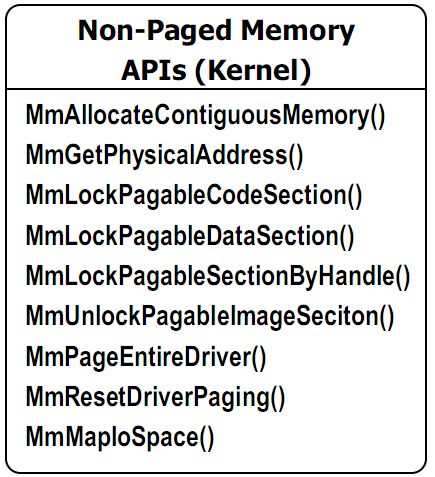 Non-Paged Memory
APIs (Kernel)
MmAllocateContiguousMemory()
MmGetPhysicalAddress()
MmLockPagableCodeSection()
MmLockPagableDataSection()
MmLockPagableSectionByHandle()
MmUnlockPagableImageSeciton()
MmPageEntireDriver()
MmResetDriverPaging()
MmMapIoSpace()